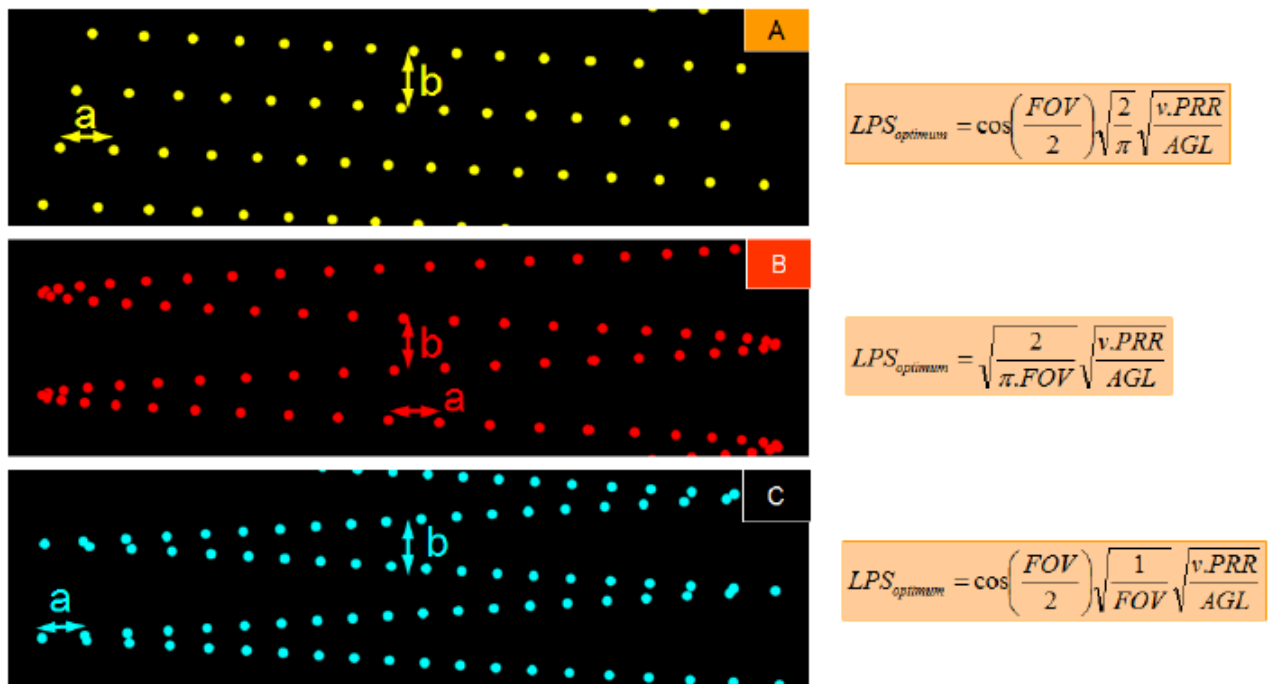 A
b
a
LPS_optimum = cos(FOV/2)√(2/π)√(v.PRR/AGL)
B
b
a
LPS_optimum = √(2/(π.FOV))√(v.PRR/AGL)
C
b
a
LPS_optimum = cos(FOV/2)√(1/FOV)√(v.PRR/AGL)